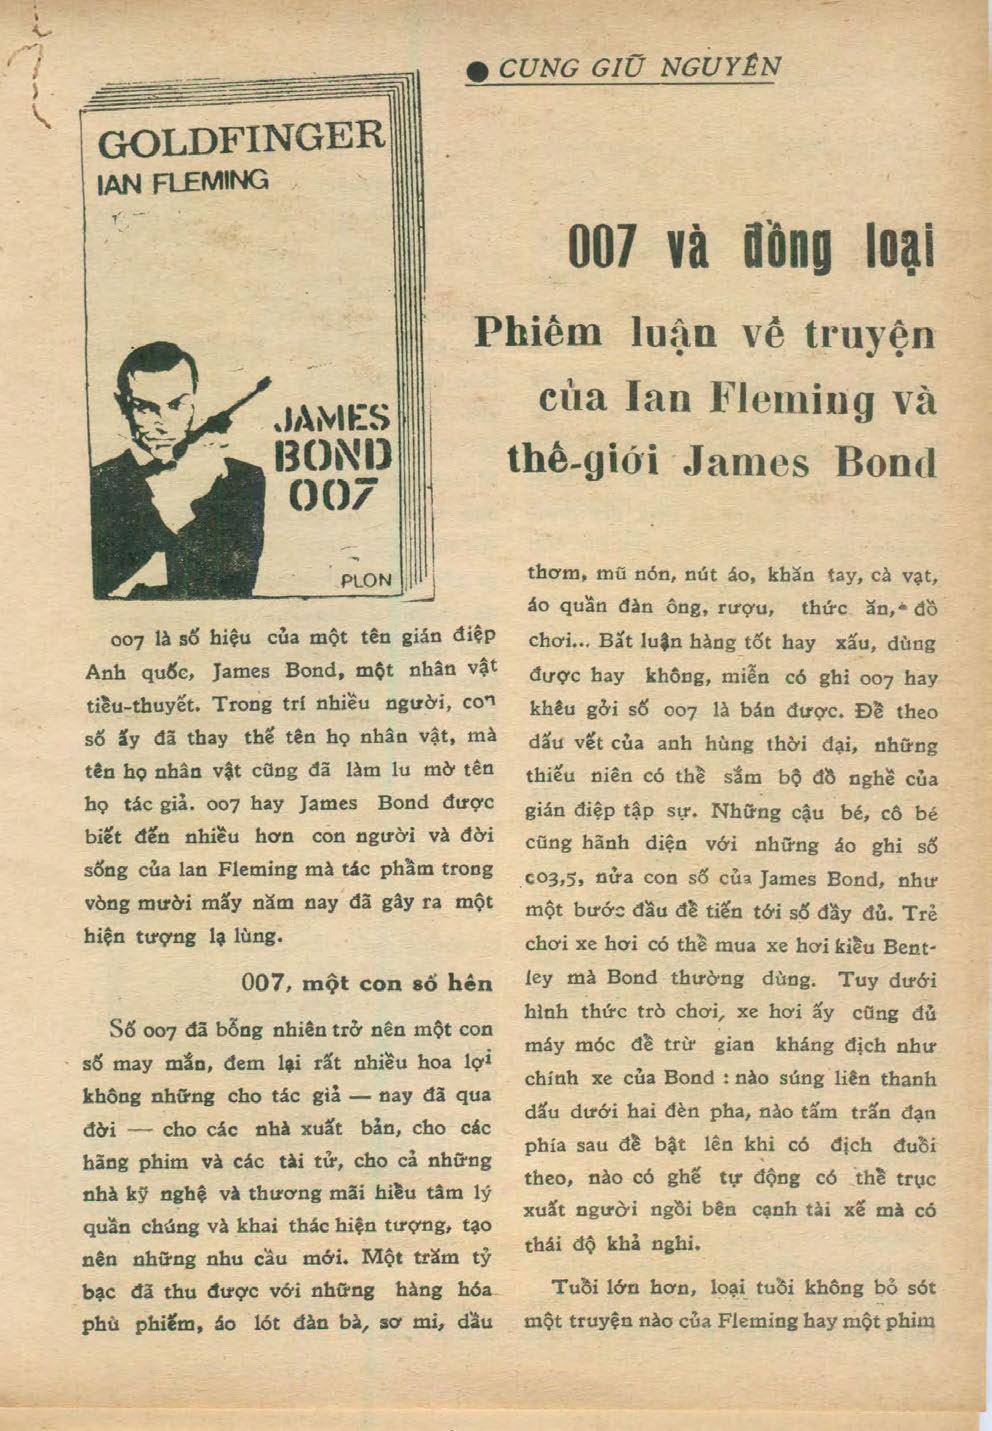 ● CUNG GIŨ NGUYÊN
GOLDFINGER
IAN FLEMING
JAMES
BOND
007
PLON
007 và đồng loại
Phiếm luận về truyện
của Ian Fleming và
thế-giới James Bond
007 là số hiệu của một tên gián điệp
Anh quốc, James Bond, một nhân vật
tiểu-thuyết. Trong trí nhiều người, con
số ấy đã thay thế tên họ nhân vật, mà
tên họ nhân vật cũng đã làm lu mờ tên
họ tác giả. 007 hay James Bond được
biết đến nhiều hơn con người và đời
sống của Ian Fleming mà tác phẩm trong
vòng mười mấy năm nay đã gây ra một
hiện tượng lạ lùng.
007, một con số hên
Số 007 đã bỗng nhiên trở nên một con
số may mắn, đem lại rất nhiều hoa lợi
không những cho tác giả — nay đã qua
đời — cho các nhà xuất bản, cho các
hãng phim và các tài tử, cho cả những
nhà kỹ nghệ và thương mãi hiểu tâm lý
quần chúng và khai thác hiện tượng, tạo
nên những nhu cầu mới. Một trăm tỷ
bạc đã thu được với những hàng hóa
phù phiếm, áo lót đàn bà, sơ mi, dầu
thơm, mũ nón, nút áo, khăn tay, cà vạt,
áo quần đàn ông, rượu, thức ăn, đồ
chơi... Bất luận hàng tốt hay xấu, dùng
được hay không, miễn có ghi 007 hay
khêu gởi số 007 là bán được. Để theo
dấu vết của anh hùng thời đại, những
thiếu niên có thể sắm bộ đồ nghề của
gián điệp tập sự. Những cậu bé, cô bé
cũng hãnh diện với những áo ghi số
003,5, nửa con số của James Bond, như
một bước đầu để tiến tới số đầy đủ. Trẻ
chơi xe hơi có thể mua xe hơi kiểu Bent-
ley mà Bond thường dùng. Tuy dưới
hình thức trò chơi, xe hơi ấy cũng đủ
máy móc để trừ gian kháng địch như
chính xe của Bond : nào súng liên thanh
dấu dưới hai đèn pha, nào tấm trấn đạn
phía sau để bật lên khi có địch đuổi
theo, nào có ghế tự động có thể trục
xuất người ngồi bên cạnh tài xế mà có
thái độ khả nghi.
Tuổi lớn hơn, loại tuổi không bỏ sót
một truyện nào của Fleming hay một phim